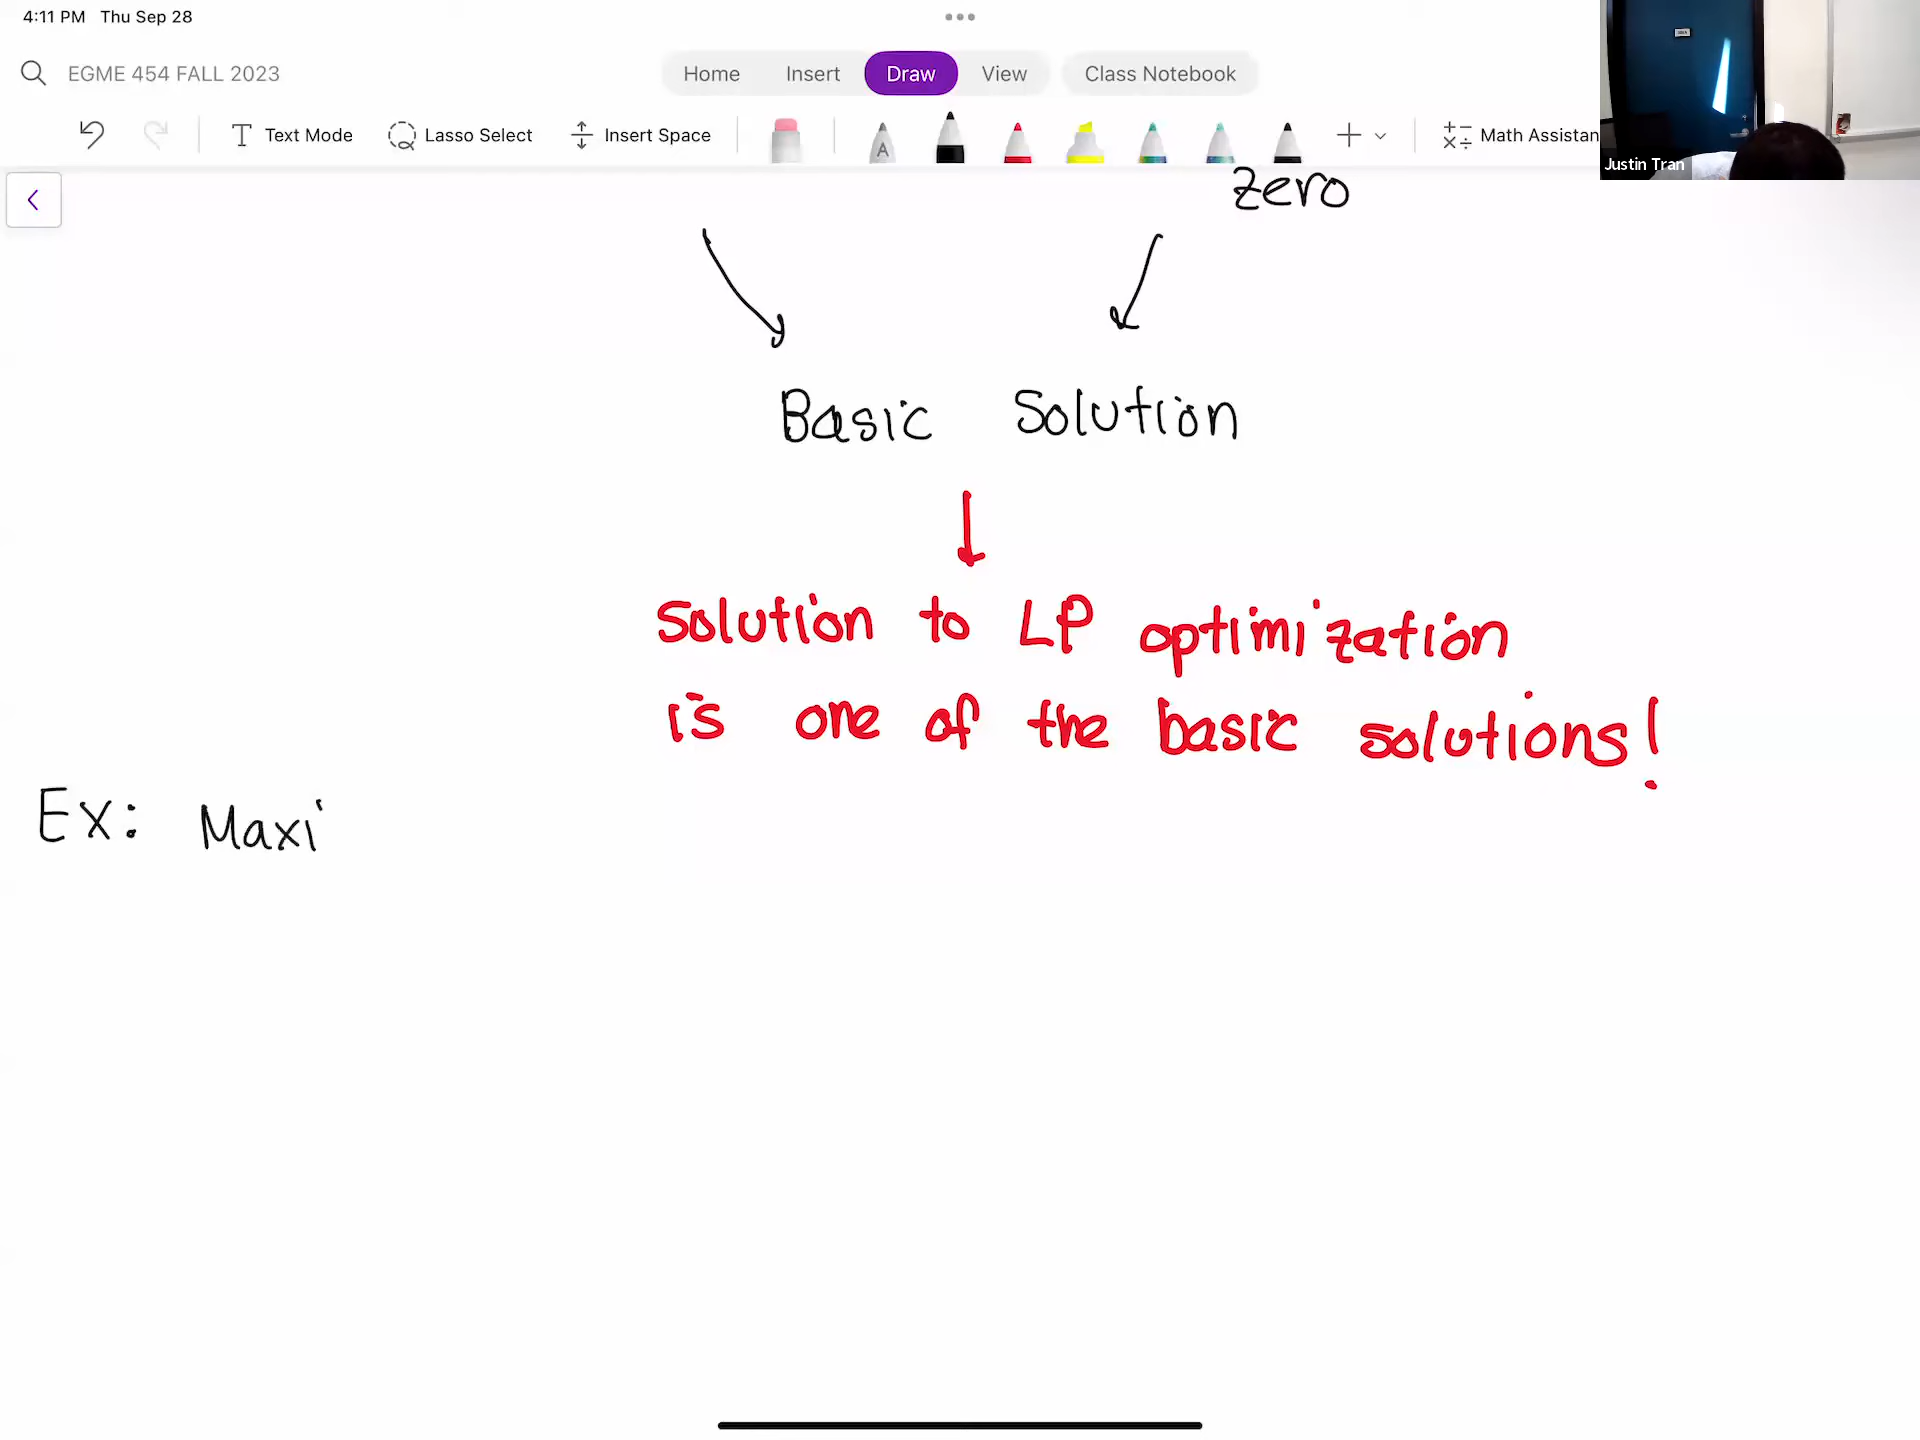 4:11 PM Thu Sep 28
EGME 454 FALL 2023
Home Insert Draw View Class Notebook
Text Mode Lasso Select Insert Space A Math Assistan
Justin Tran
zero
Basic Solution
Solution to LP optimization
is one of the basic solutions!
Ex: Maxi